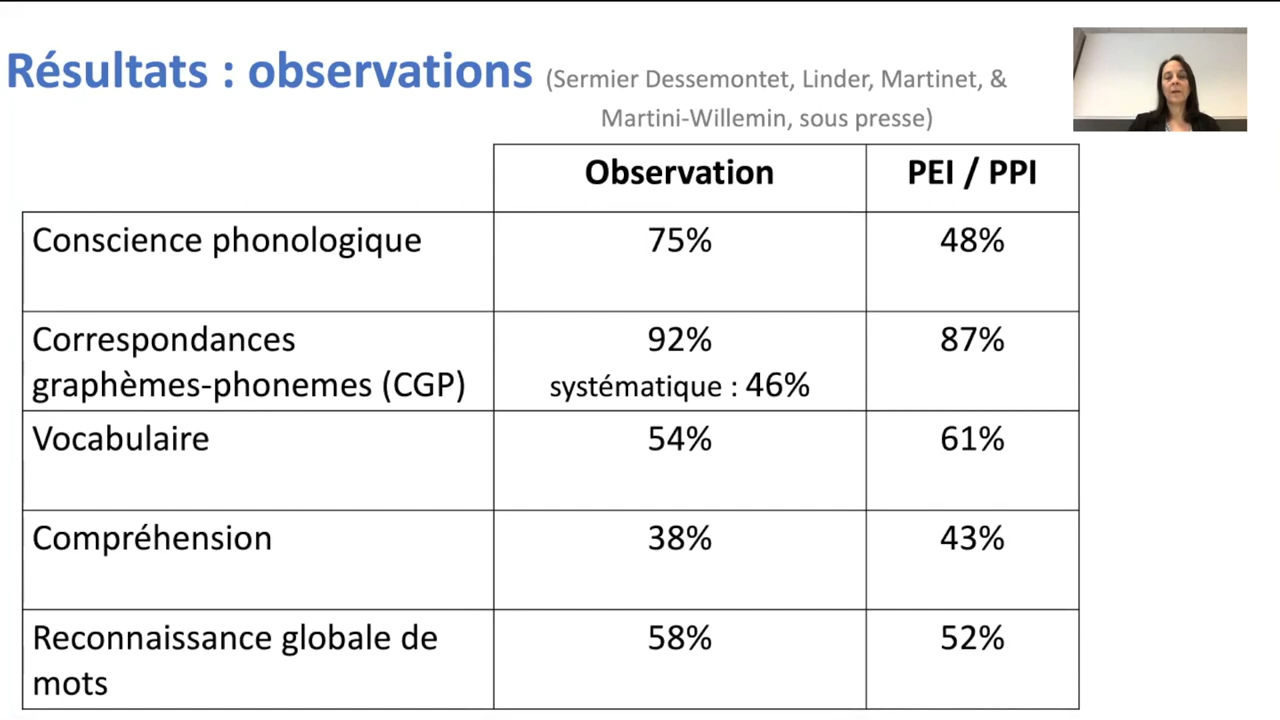 Résultats : observations (Sermier Dessemontet, Linder, Martinet, &
Martini-Willemin, sous presse)
Observation PEI / PPI
Conscience phonologique 75% 48%
Correspondances 92% 87%
graphèmes-phonemes (CGP) systématique : 46%
Vocabulaire 54% 61%
Compréhension 38% 43%
Reconnaissance globale de 58% 52%
mots